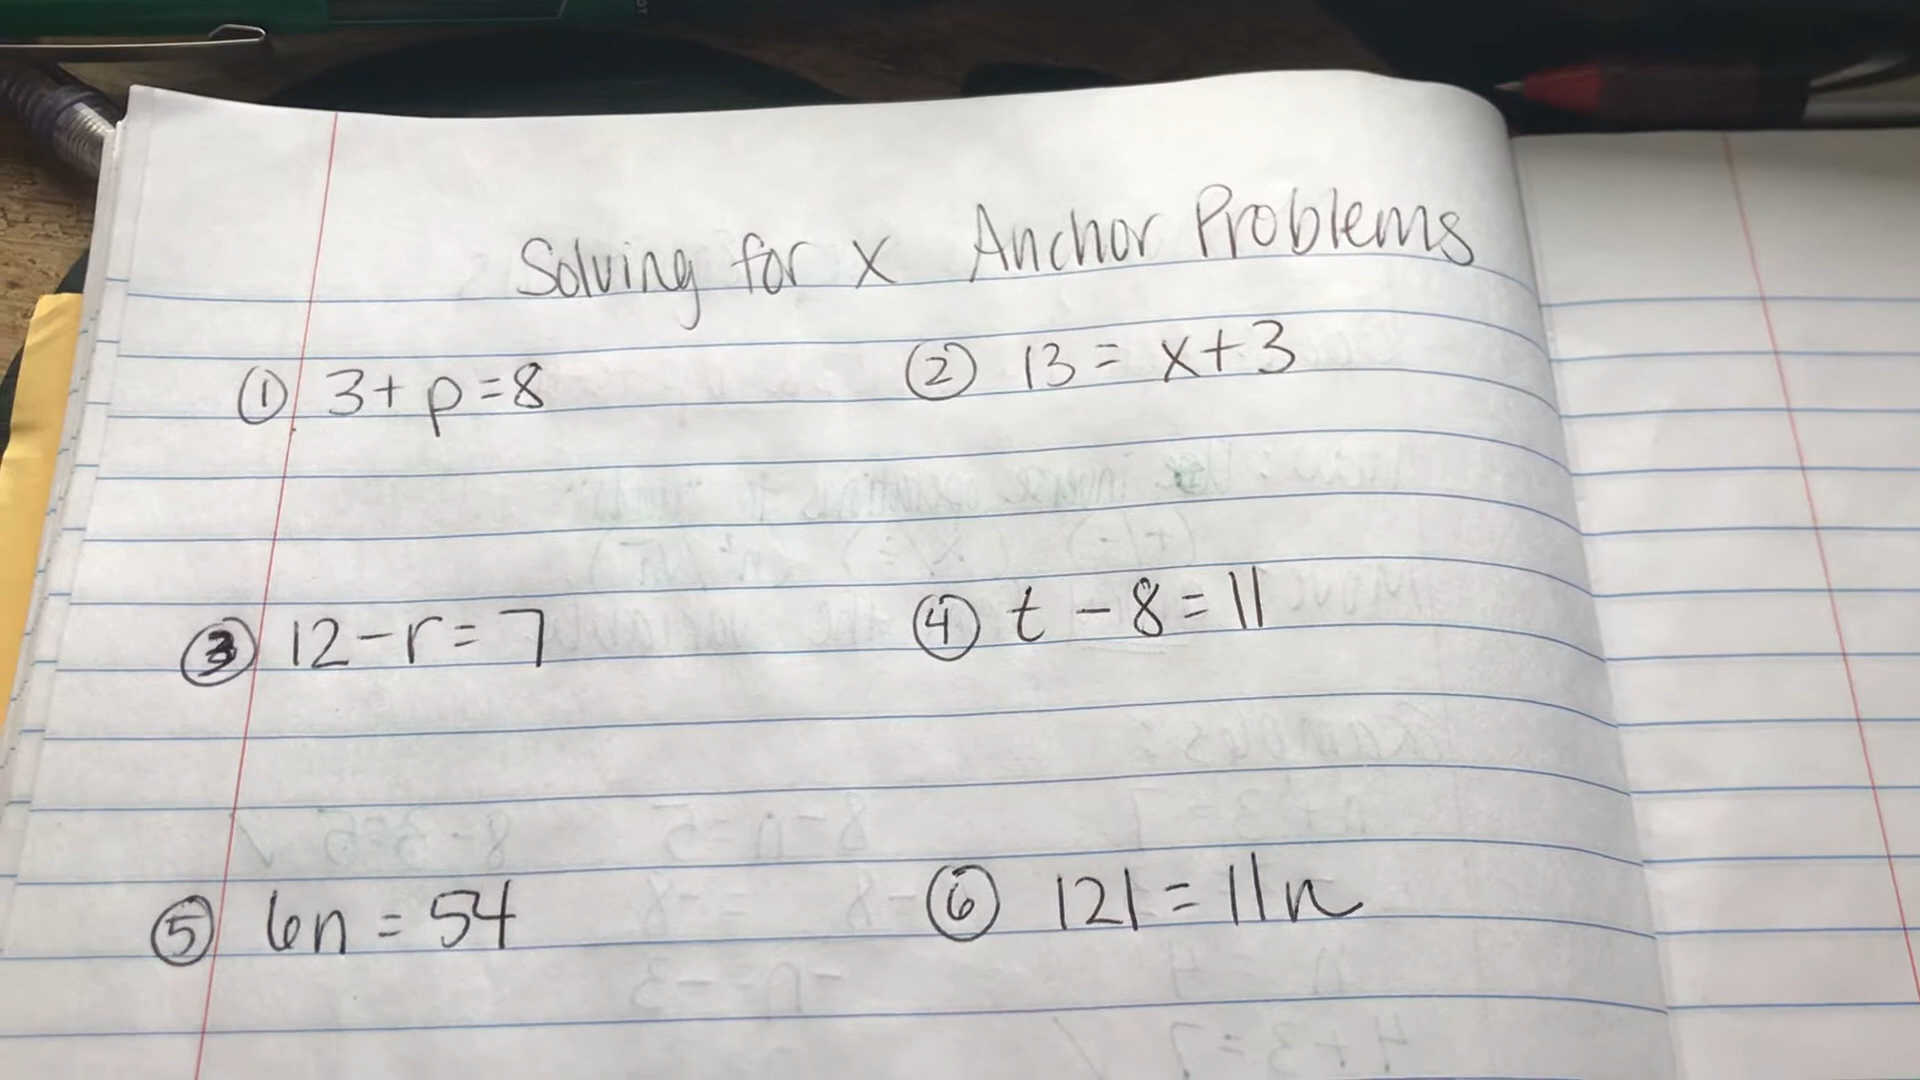 Solving for x Anchor Problems
① 3 + p = 8
② 13 = x + 3
③ 12 - r = 7
④ t - 8 = 11
⑤ 6n = 54
⑥ 121 = 11n